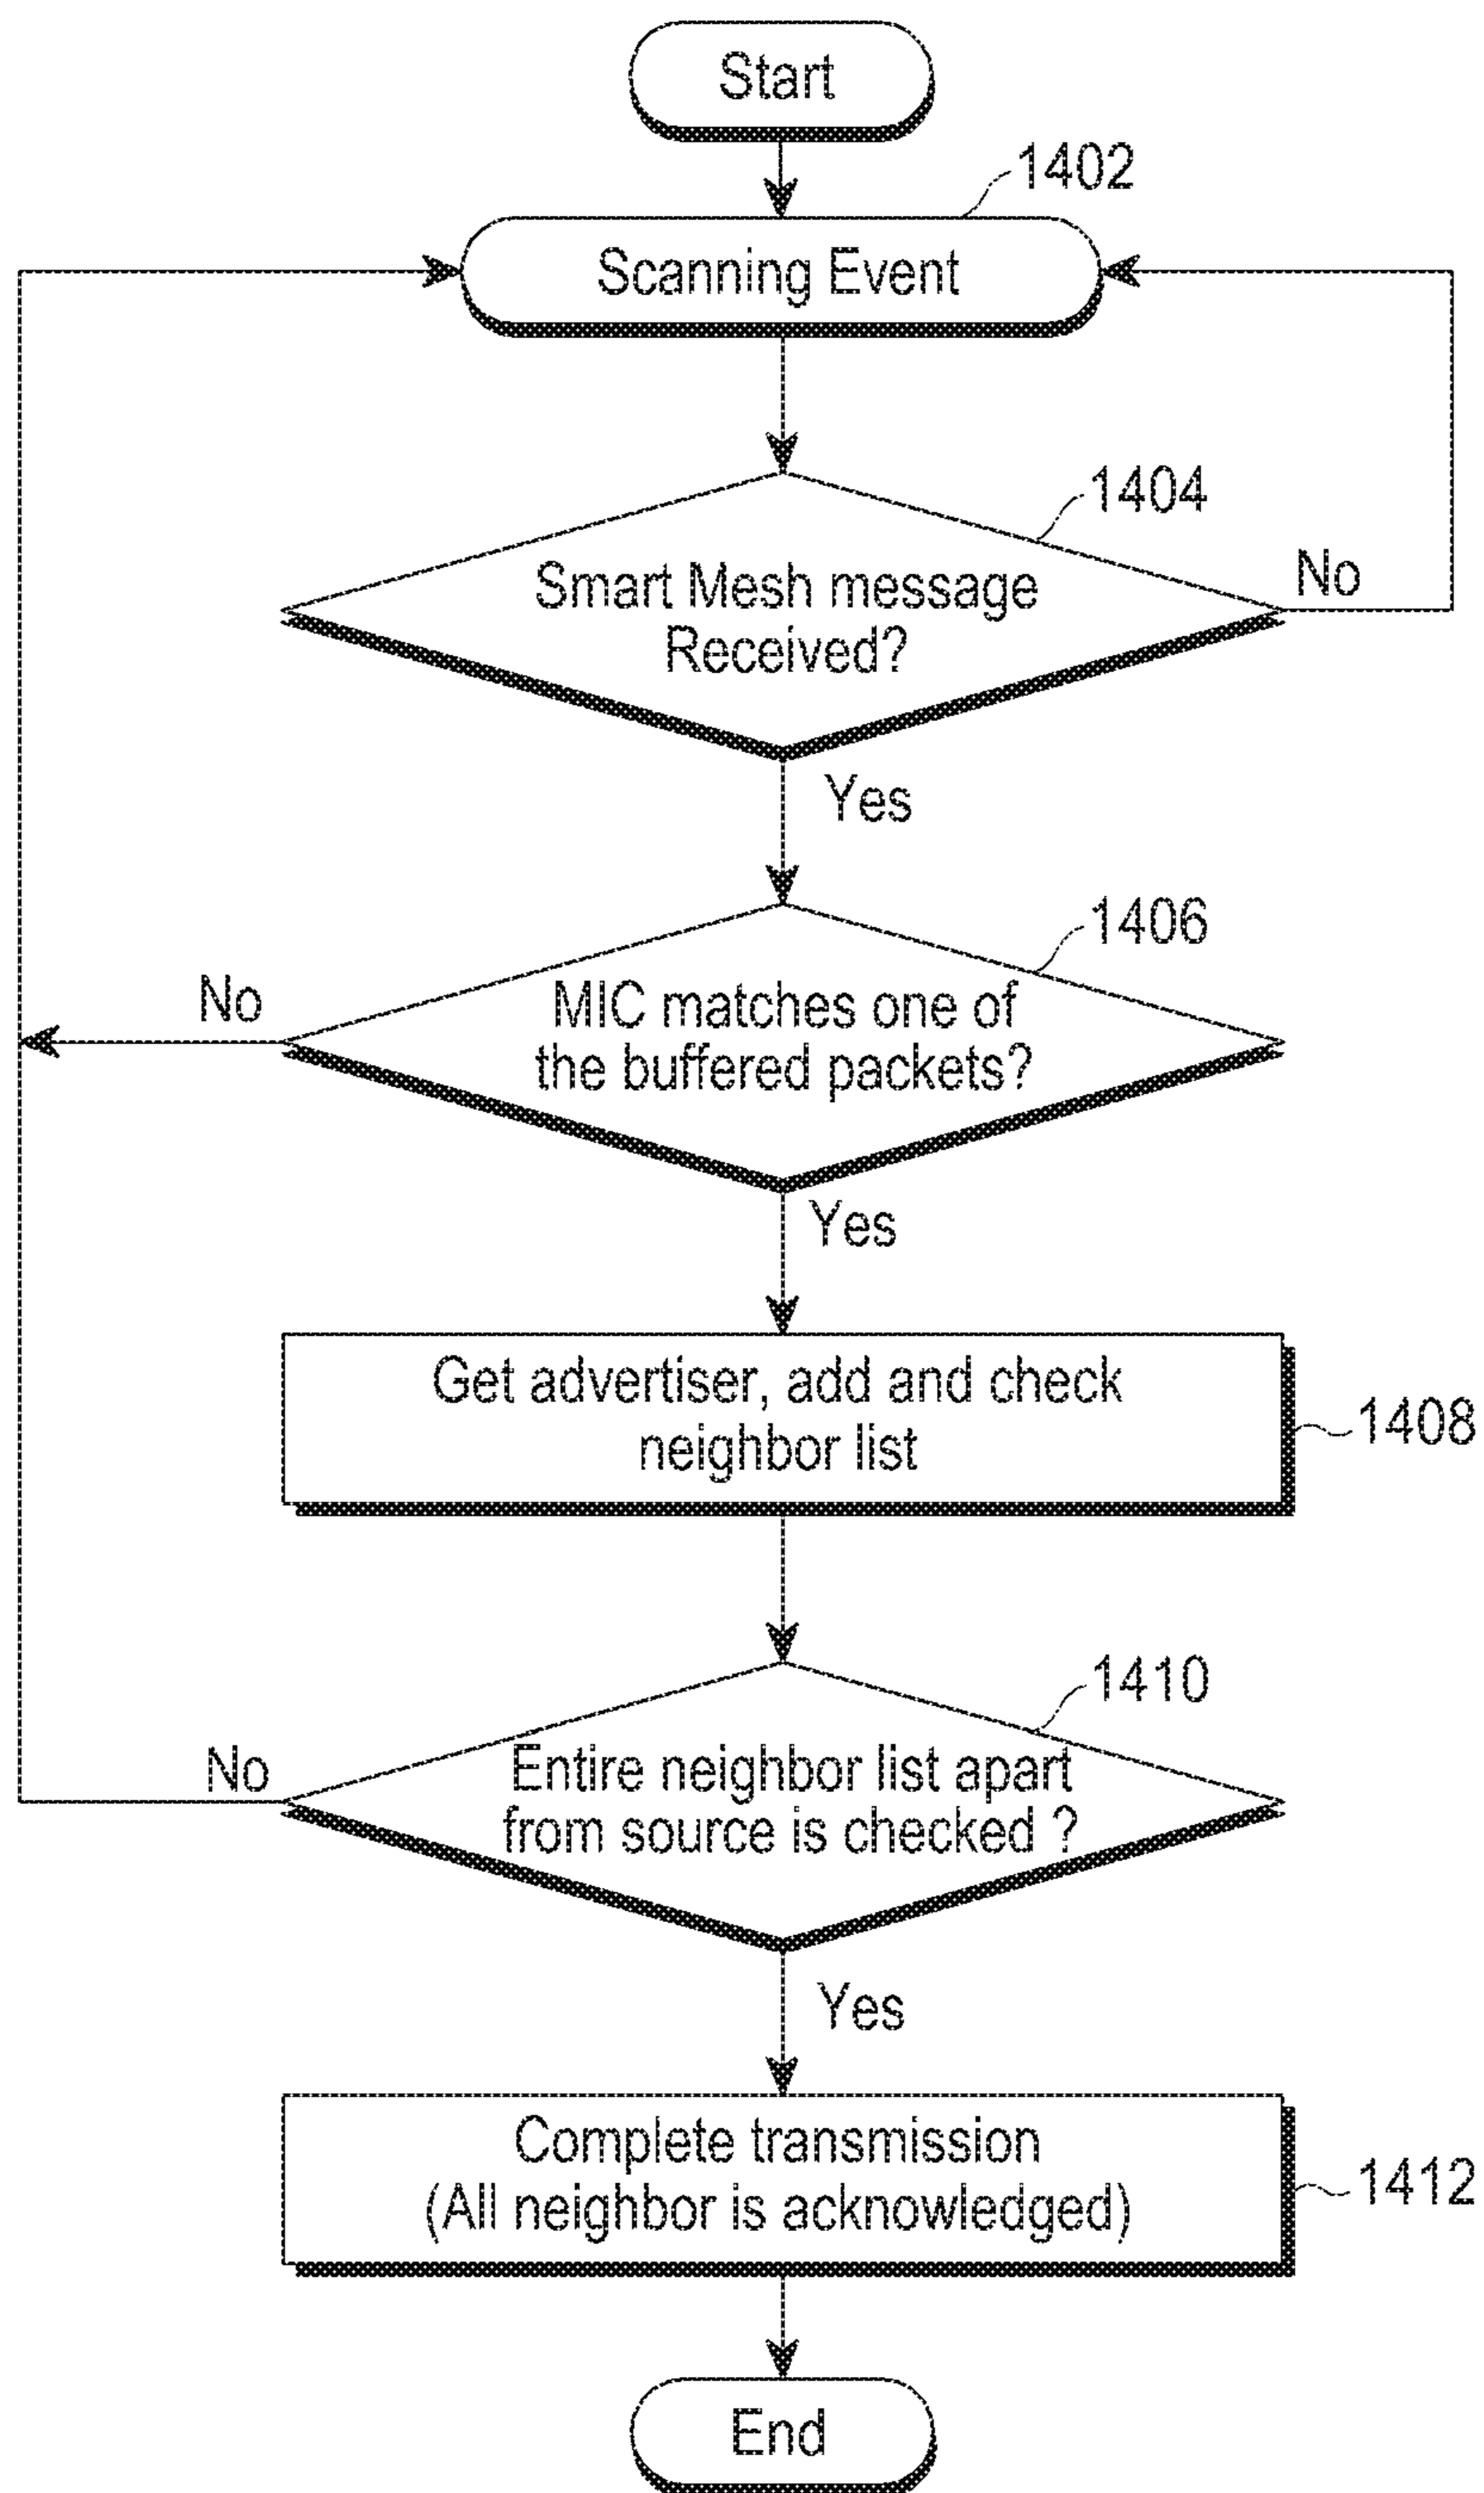 Start
1402
Scanning Event
1404
Smart Mesh message
Received?
No
Yes
1406
No
MIC matches one of
the buffered packets?
Yes
Get advertiser, add and check
neighbor list
1408
1410
No
Entire neighbor list apart
from source is checked ?
Yes
Complete transmission
(All neighbor is acknowledged)
1412
End